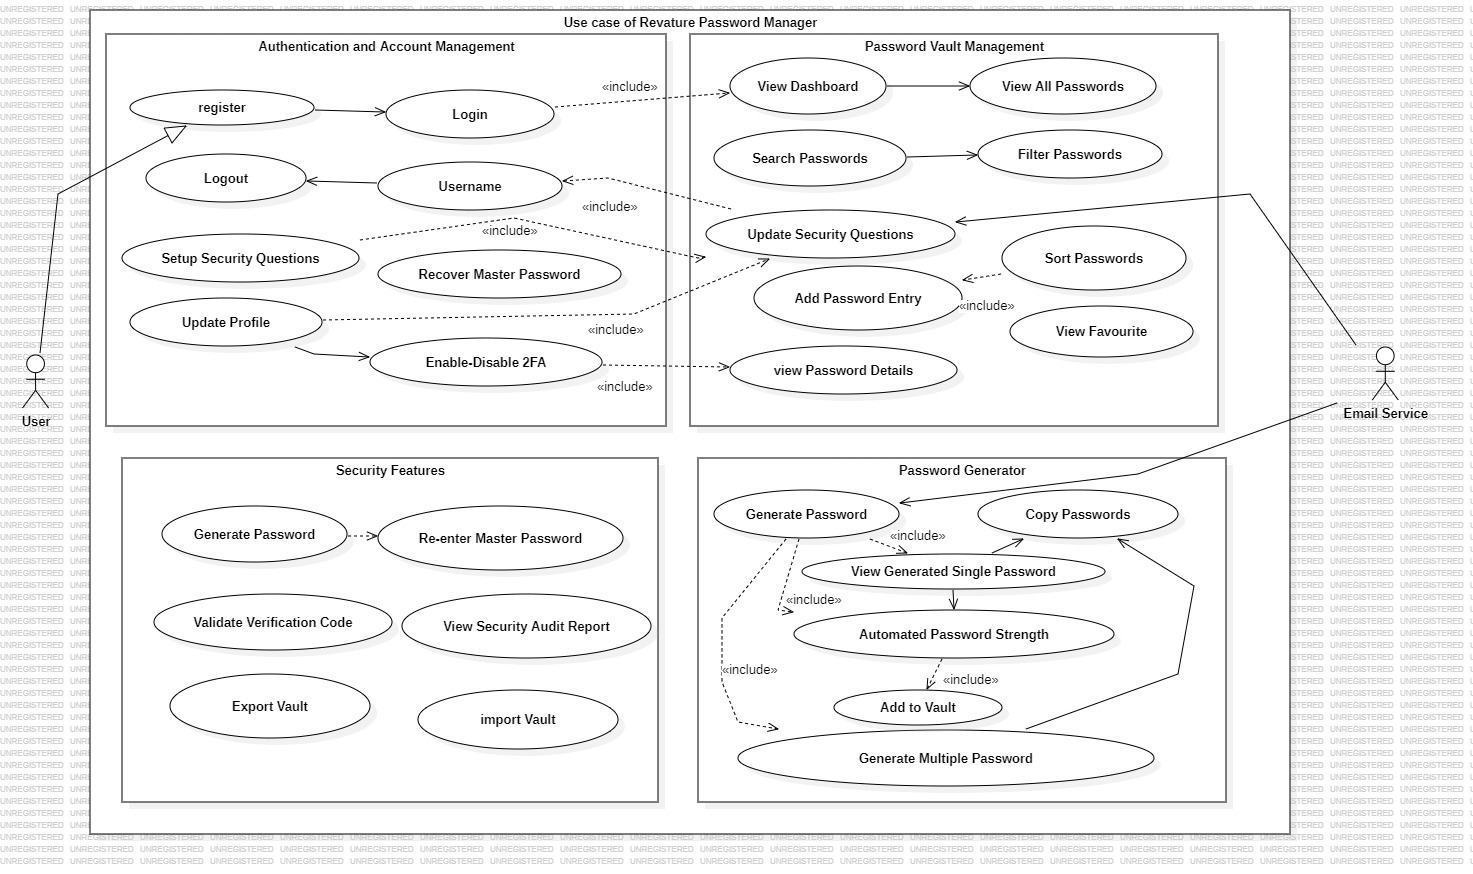 Use case of Revature Password Manager
Authentication and Account Management
register
Login
«include»
Logout
Username
«include»
Setup Security Questions
«include»
Recover Master Password
Update Profile
«include»
Enable-Disable 2FA
«include»
Password Vault Management
View Dashboard
View All Passwords
Search Passwords
Filter Passwords
Update Security Questions
Sort Passwords
Add Password Entry
«include»
View Favourite
view Password Details
User
Email Service
Security Features
Generate Password
Re-enter Master Password
Validate Verification Code
View Security Audit Report
Export Vault
import Vault
Password Generator
Generate Password
Copy Passwords
«include»
View Generated Single Password
«include»
Automated Password Strength
«include»
«include»
Add to Vault
Generate Multiple Password
UNREGISTERED